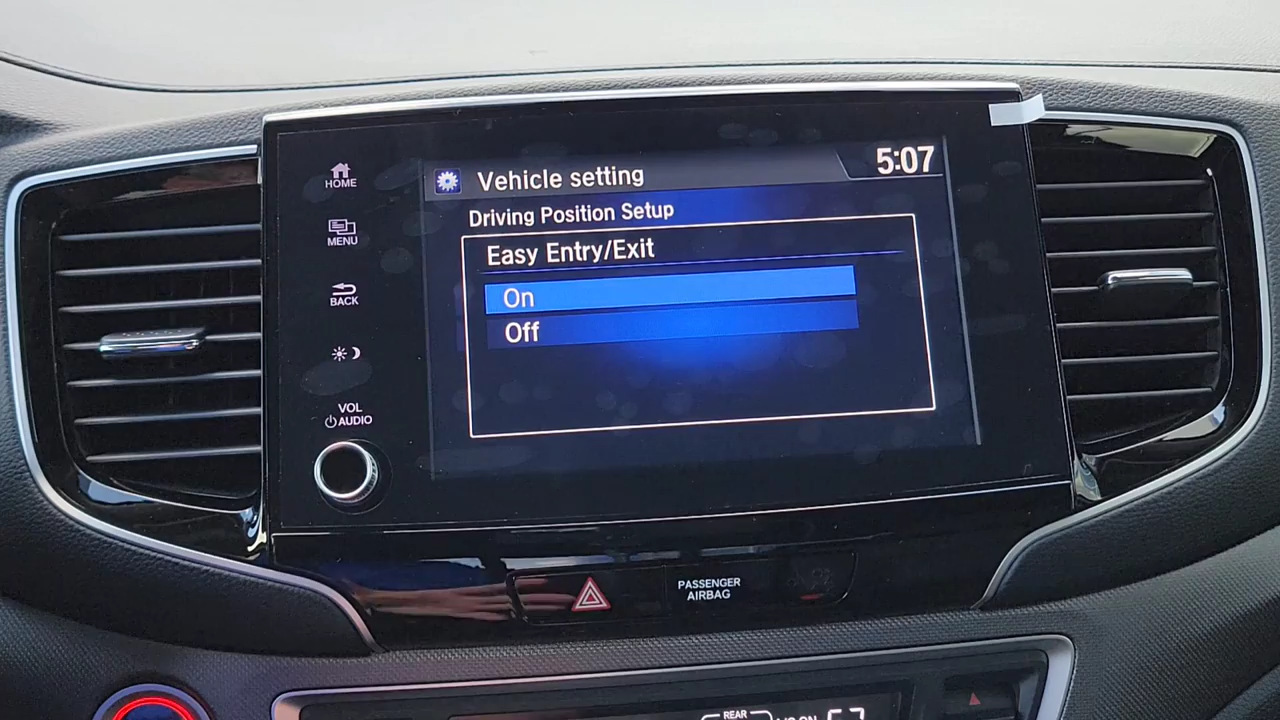 HOME
MENU
BACK
VOL
AUDIO
Vehicle setting
5:07
Driving Position Setup
Easy Entry/Exit
On
Off
PASSENGER
AIRBAG
REAR